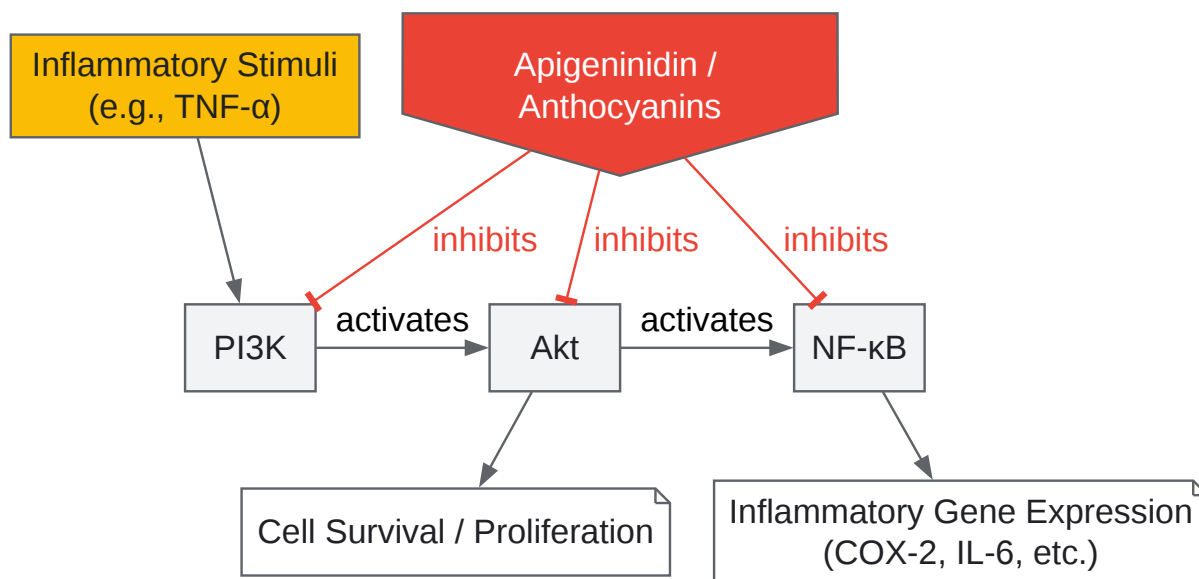 Inflammatory Stimuli
(e.g., TNF-α)
Apigeninidin /
Anthocyanins
inhibits
inhibits
inhibits
PI3K
activates
Akt
activates
NF-κB
Cell Survival / Proliferation
Inflammatory Gene Expression
(COX-2, IL-6, etc.)